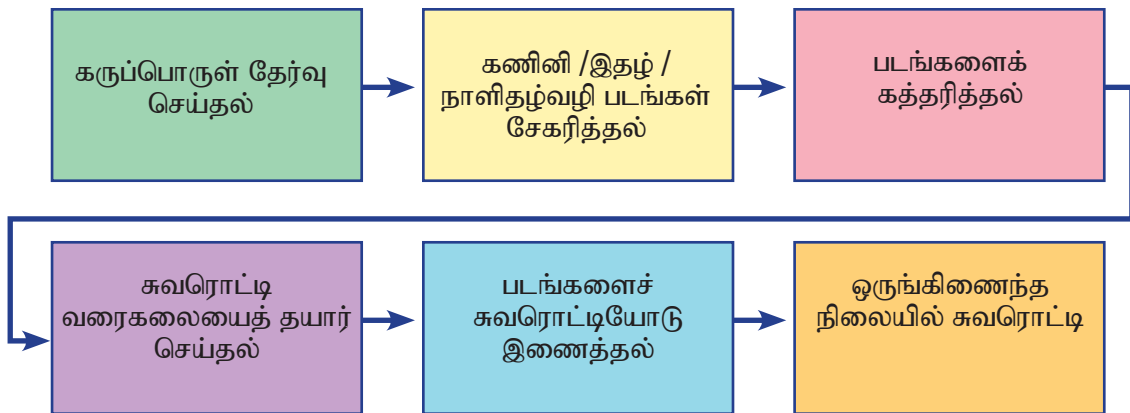 கருப்பொருள் தேர்வு
செய்தல்
கணினி /இதழ் /
நாளிதழ்வழி படங்கள்
சேகரித்தல்
படங்களைக்
கத்தரித்தல்
சுவரொட்டி
வரைகலையைத் தயார்
செய்தல்
படங்களைச்
சுவரொட்டியோடு
இணைத்தல்
ஒருங்கிணைந்த
நிலையில் சுவரொட்டி